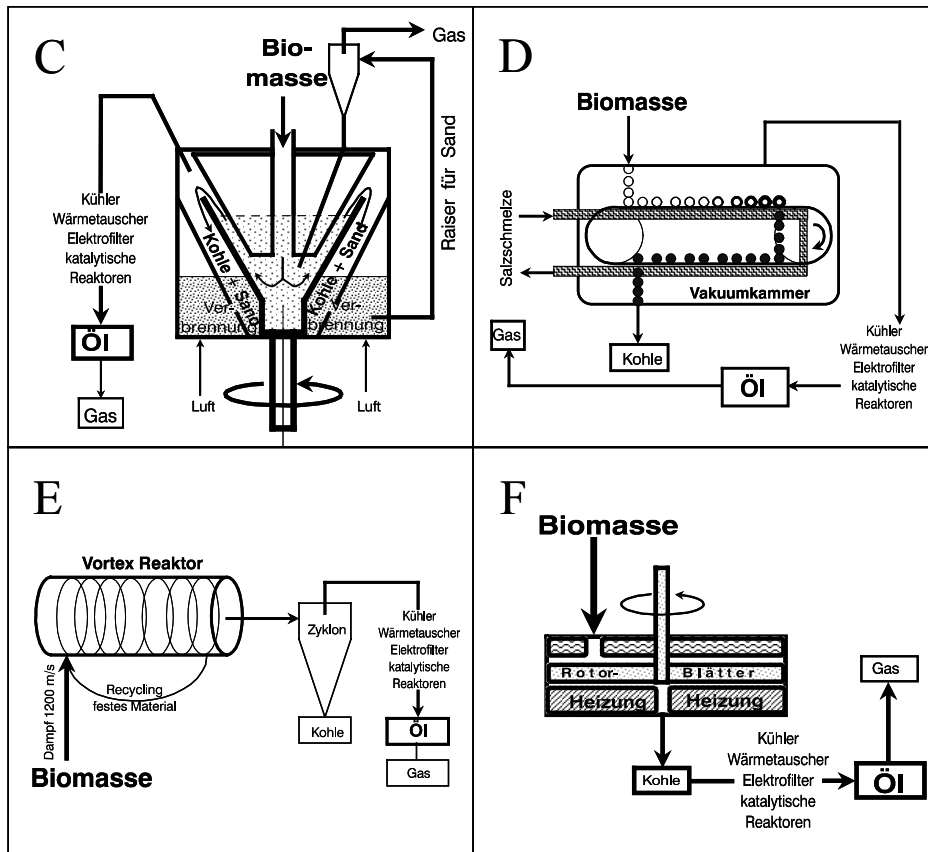 C
Gas
Bio-
masse
Raiser für Sand
Kühler
Wärmetauscher
Elektrofilter
katalytische
Reaktoren
Kohle + Sand
Kohle + Sand
Ver-
brennung
Ver-
brennung
Öl
Gas
Luft
Luft
D
Biomasse
Salzschmelze
Vakuumkammer
Kohle
Gas
Öl
Kühler
Wärmetauscher
Elektrofilter
katalytische
Reaktoren
E
Vortex Reaktor
Zyklon
Kühler
Wärmetauscher
Elektrofilter
katalytische
Reaktoren
Recycling
festes Material
Dampf 1200 m/s
Biomasse
Kohle
Öl
Gas
F
Biomasse
Rotor- Blätter
Heizung Heizung
Gas
Kohle
Kühler
Wärmetauscher
Elektrofilter
katalytische
Reaktoren
Öl